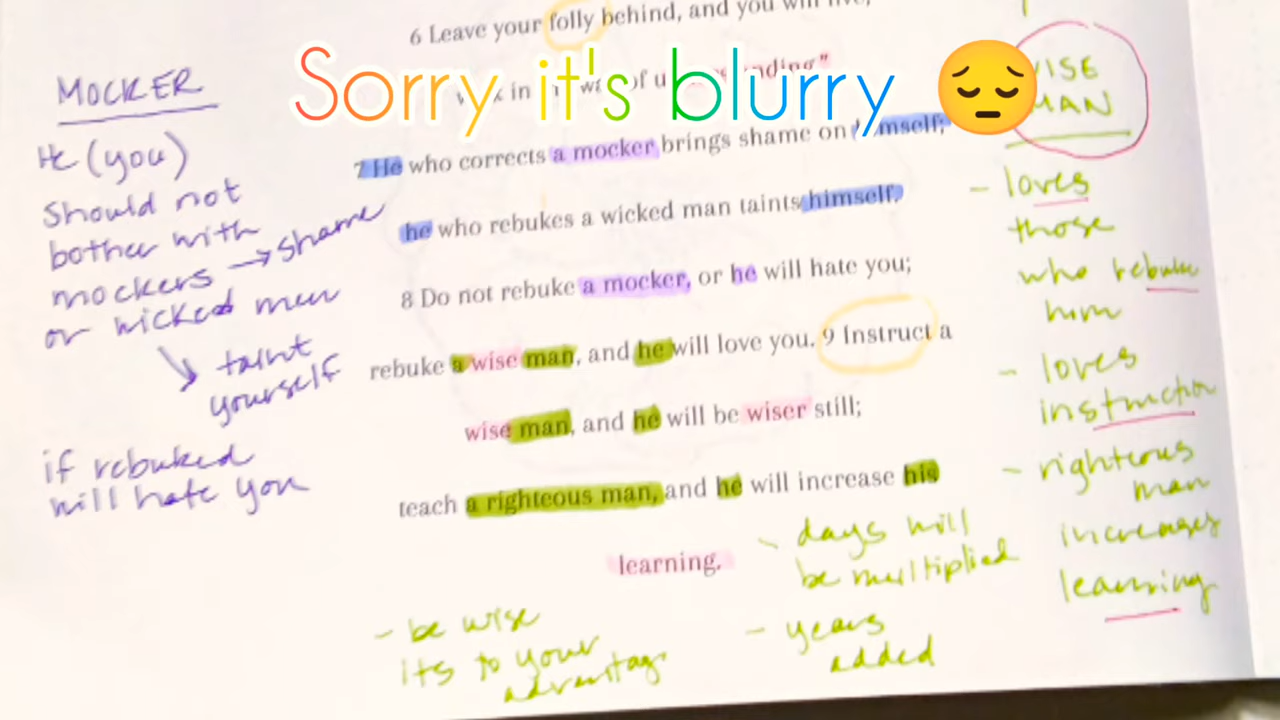 6 Leave your folly behind, and you will live,
Sorry it's blurry 😔
in of
MOCKER
He (you)
should not
bother with
mockers → shame
or wicked men
↘ taint
yourself
if rebuked
will hate you
7 He who corrects a mocker brings shame on himself;
he who rebukes a wicked man taints himself.
8 Do not rebuke a mocker, or he will hate you;
rebuke a wise man, and he will love you. 9 Instruct a
wise man, and he will be wiser still;
teach a righteous man, and he will increase his
learning.
WISE
MAN
- loves
those
who rebuke
him
- loves
instruction
- righteous
man
increases
learning
- days will
be multiplied
- years
added
- be wise
its to your
advantage